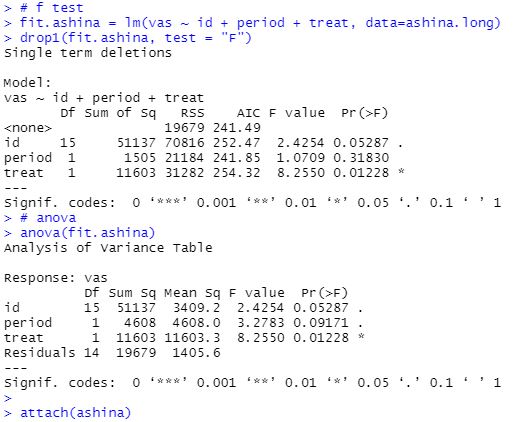 > # f test
> fit.ashina = lm(vas ~ id + period + treat, data=ashina.long)
> drop1(fit.ashina, test = "F")
Single term deletions
Model:
vas ~ id + period + treat
       Df Sum of Sq   RSS    AIC F value  Pr(>F)
<none>              19679 241.49
id     15     51137 70816 252.47  2.4254 0.05287 .
period  1      1505 21184 241.85  1.0709 0.31830
treat   1     11603 31282 254.32  8.2550 0.01228 *
---
Signif. codes:  0 ‘***’ 0.001 ‘**’ 0.01 ‘*’ 0.05 ‘.’ 0.1 ‘ ’ 1
> # anova
> anova(fit.ashina)
Analysis of Variance Table
Response: vas
          Df Sum Sq Mean Sq F value  Pr(>F)
id        15  51137  3409.2  2.4254 0.05287 .
period     1   4608  4608.0  3.2783 0.09171 .
treat      1  11603 11603.3  8.2550 0.01228 *
Residuals 14  19679  1405.6
---
Signif. codes:  0 ‘***’ 0.001 ‘**’ 0.01 ‘*’ 0.05 ‘.’ 0.1 ‘ ’ 1
>
> attach(ashina)